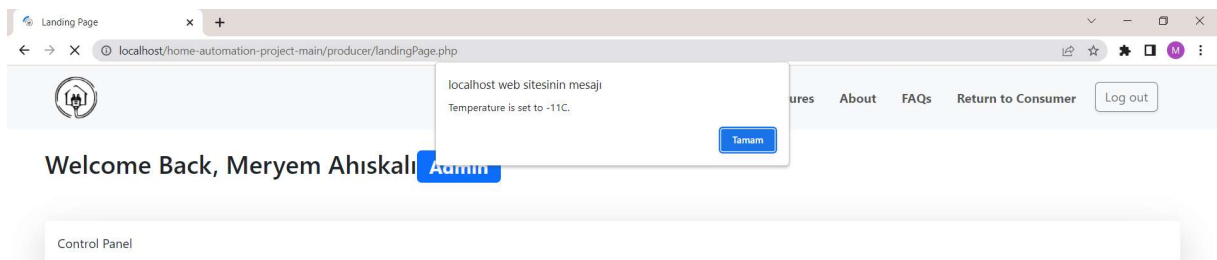 Landing Page
localhost/home-automation-project-main/producer/landingPage.php
M
localhost web sitesinin mesajı
Temperature is set to -11C.
Tamam
ures About FAQs Return to Consumer Log out
Welcome Back, Meryem Ahıskalı Admin
Control Panel